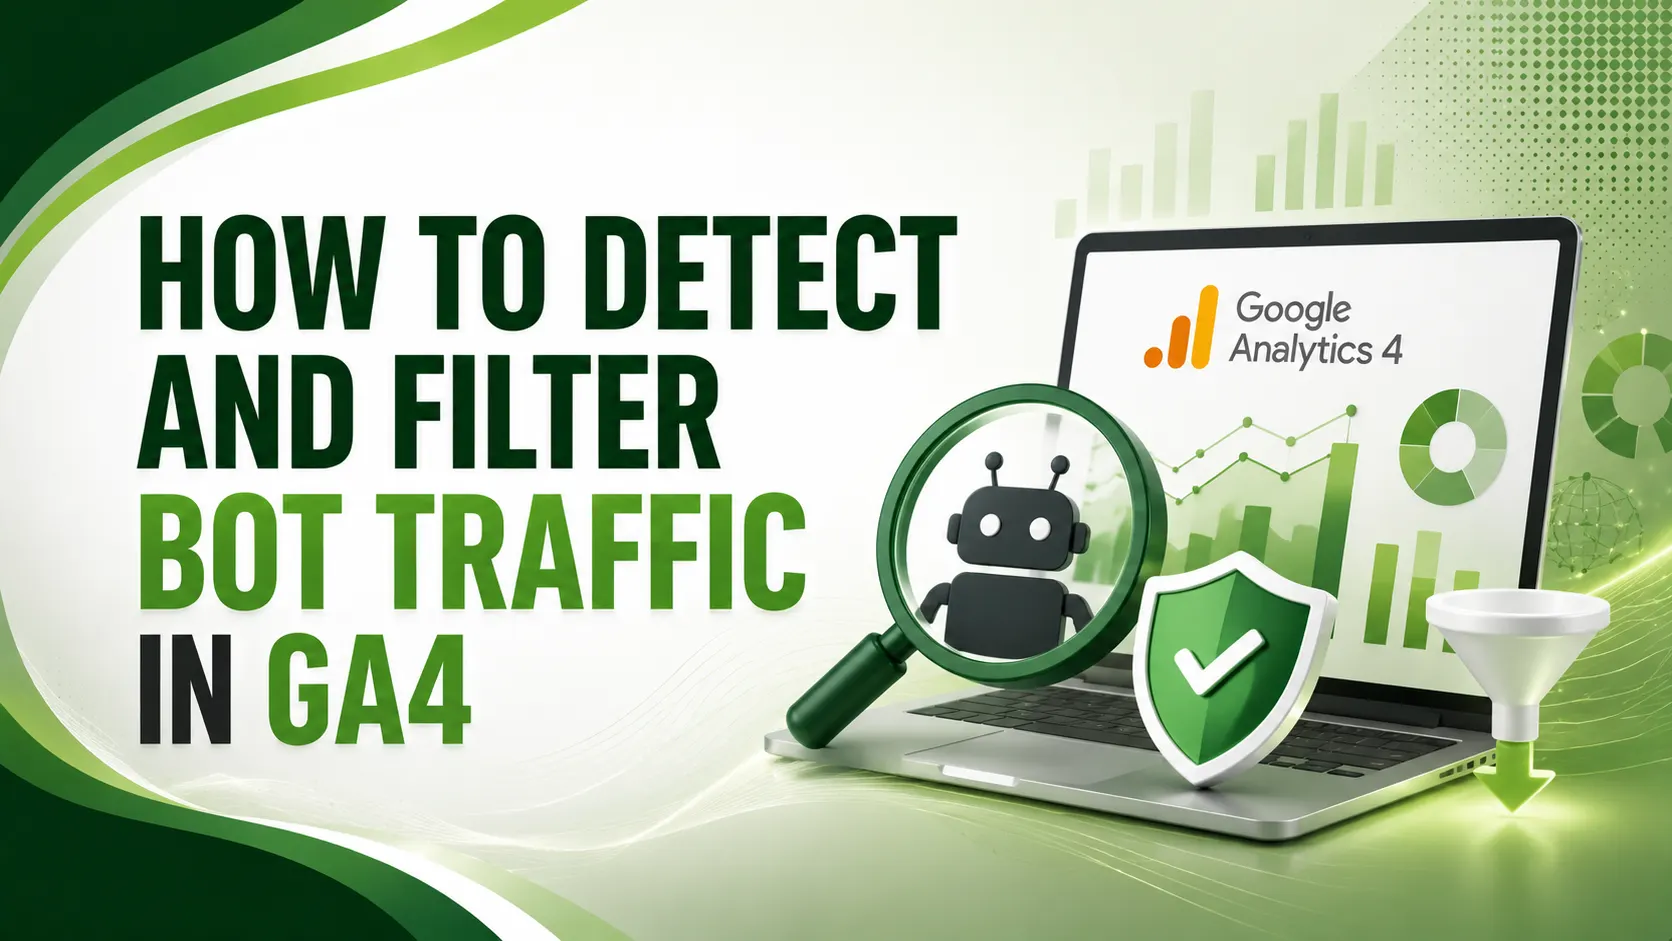 HOW TO DETECT
AND FILTER
BOT TRAFFIC
IN GA4
Google
Analytics 4